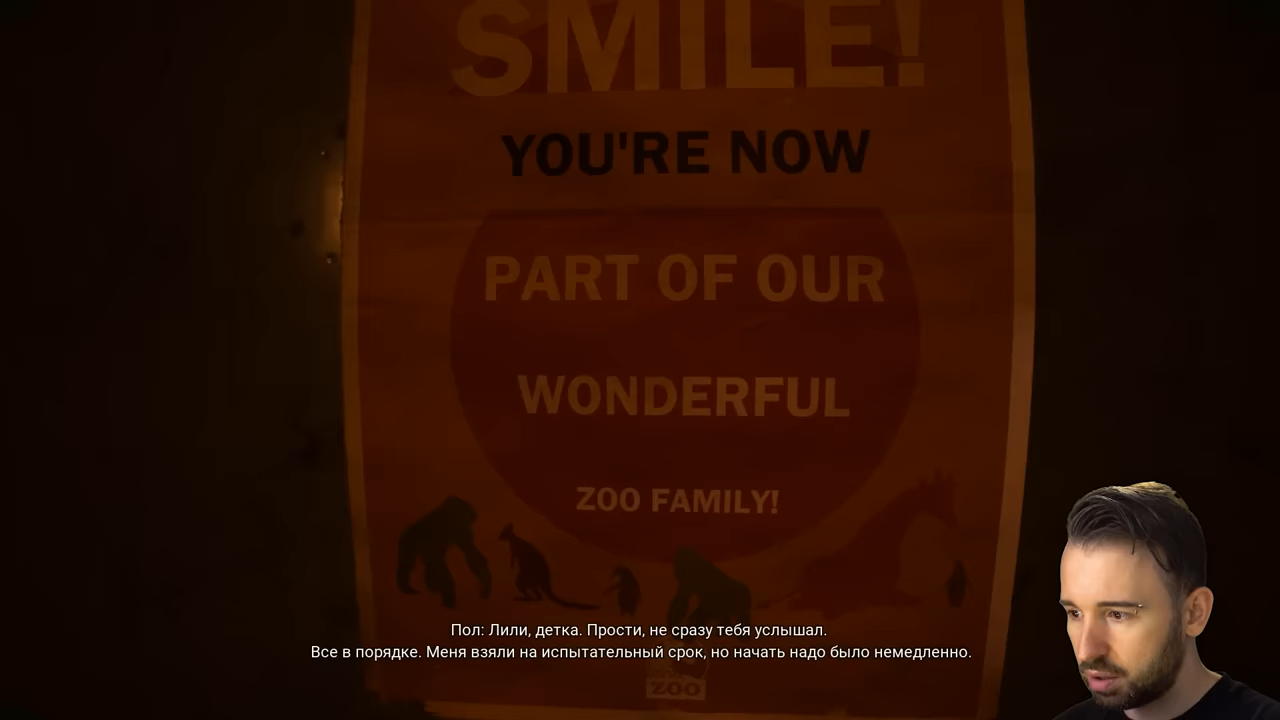 SMILE!
YOU'RE NOW
PART OF OUR
WONDERFUL
ZOO FAMILY!
Пол: Лили, детка. Прости, не сразу тебя услышал.
Все в порядке. Меня взяли на испытательный срок, но начать надо было немедленно.
ZOO